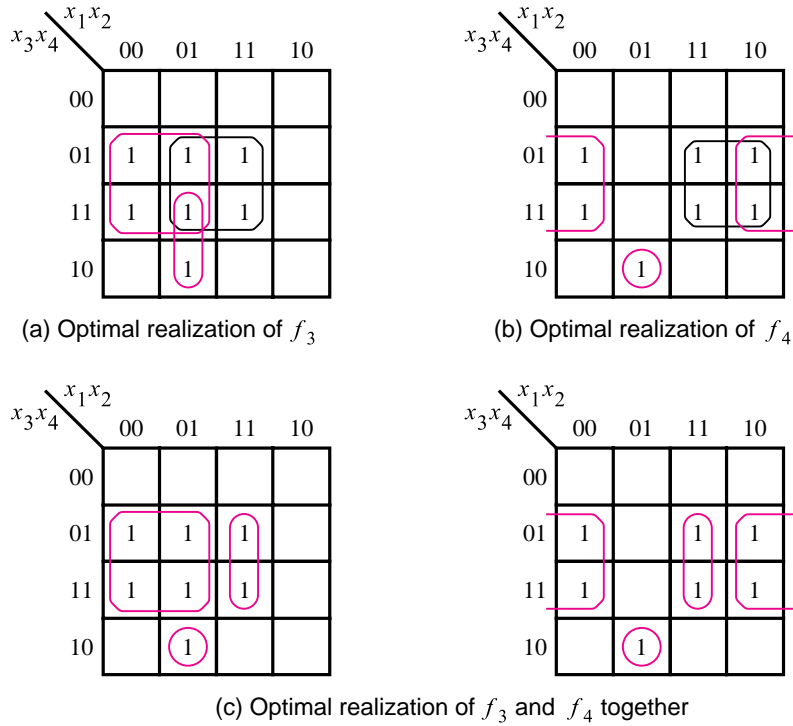 x1x2 x1x2
x3x4 x3x4
00 01 11 10 00 01 11 10
00 00
01 1 1 1 01 1 1 1
11 1 1 1 11 1 1 1
10 1 10 1
(a) Optimal realization of f3 (b) Optimal realization of f4
x1x2 x1x2
x3x4 x3x4
00 01 11 10 00 01 11 10
00 00
01 1 1 1 01 1 1 1
11 1 1 1 11 1 1 1
10 1 10 1
(c) Optimal realization of f3 and f4 together